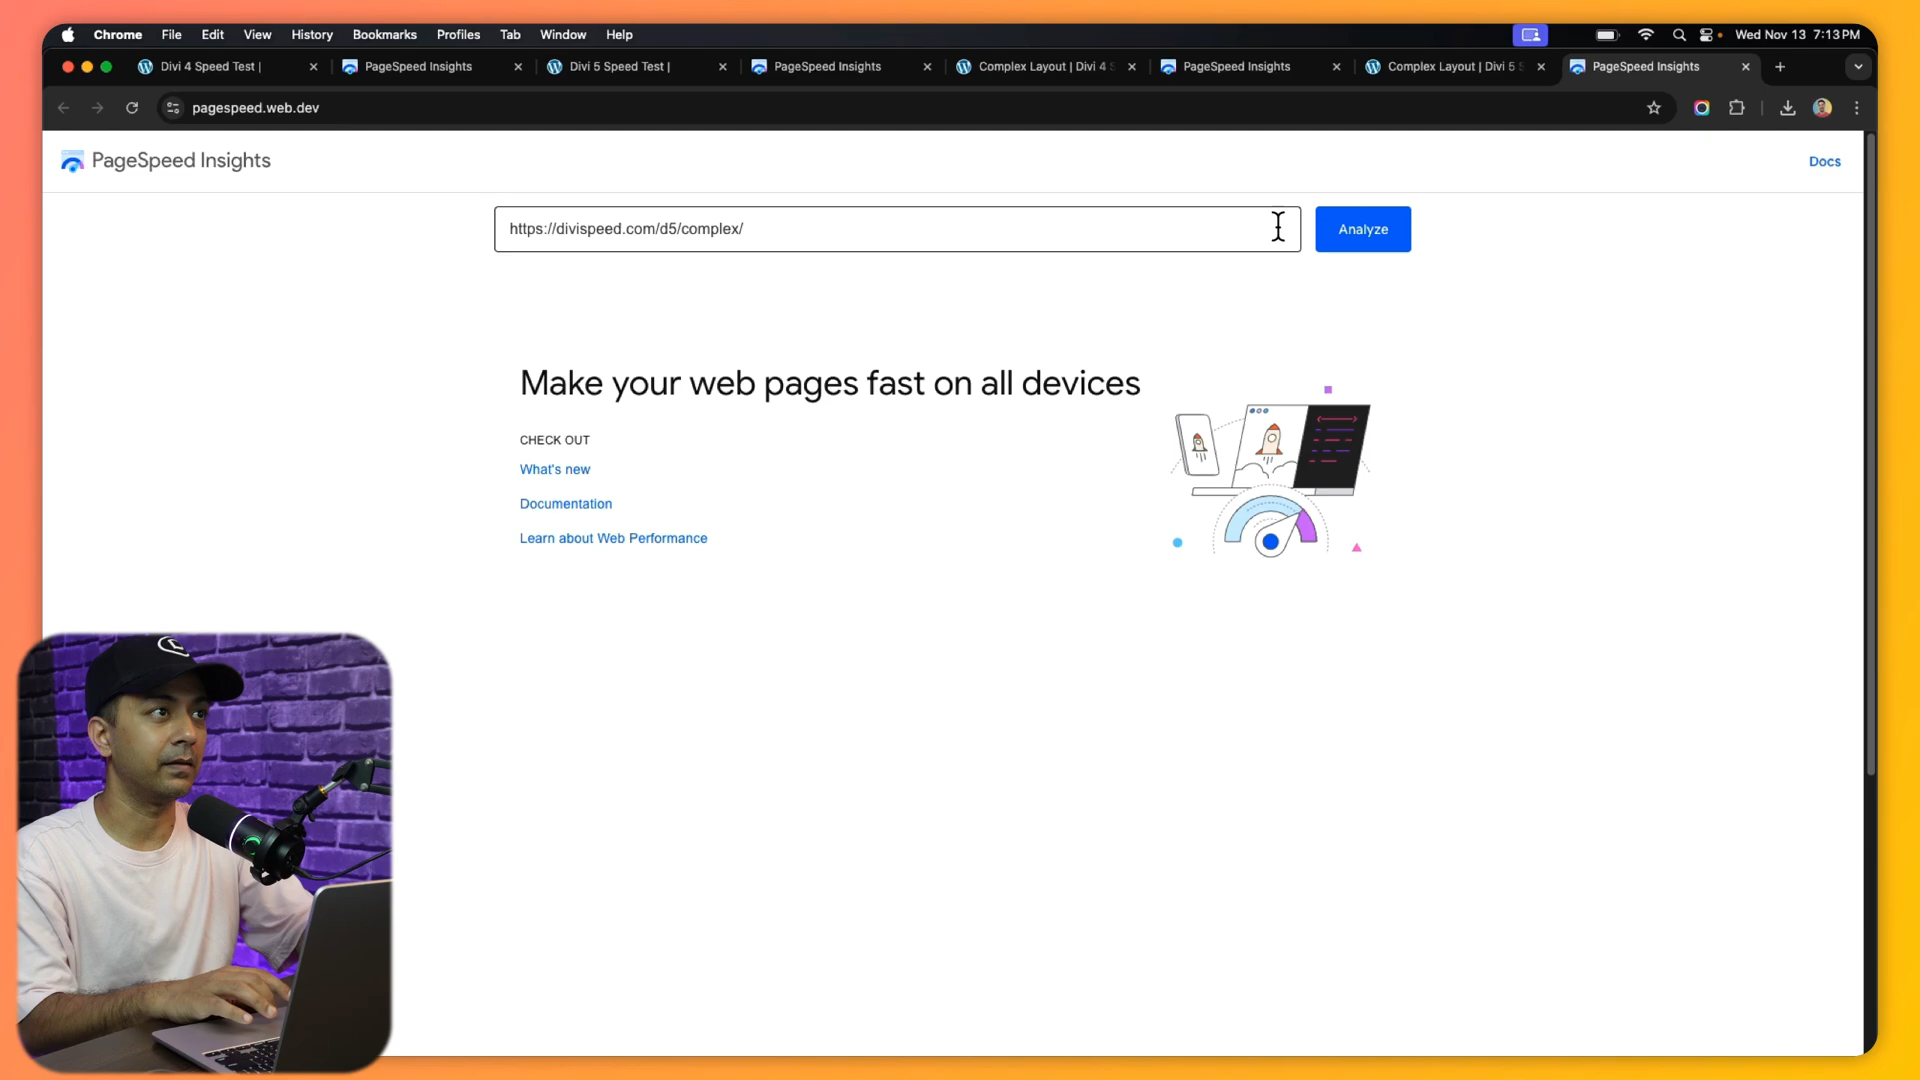 Chrome File Edit View History Bookmarks Profiles Tab Window Help Wed Nov 13 7:13 PM
Divi 4 Speed Test | PageSpeed Insights Divi 5 Speed Test | PageSpeed Insights Complex Layout | Divi 4 S PageSpeed Insights Complex Layout | Divi 5 S PageSpeed Insights
pagespeed.web.dev
PageSpeed Insights
Docs
https://divispeed.com/d5/complex/
Analyze
Make your web pages fast on all devices
CHECK OUT
What's new
Documentation
Learn about Web Performance